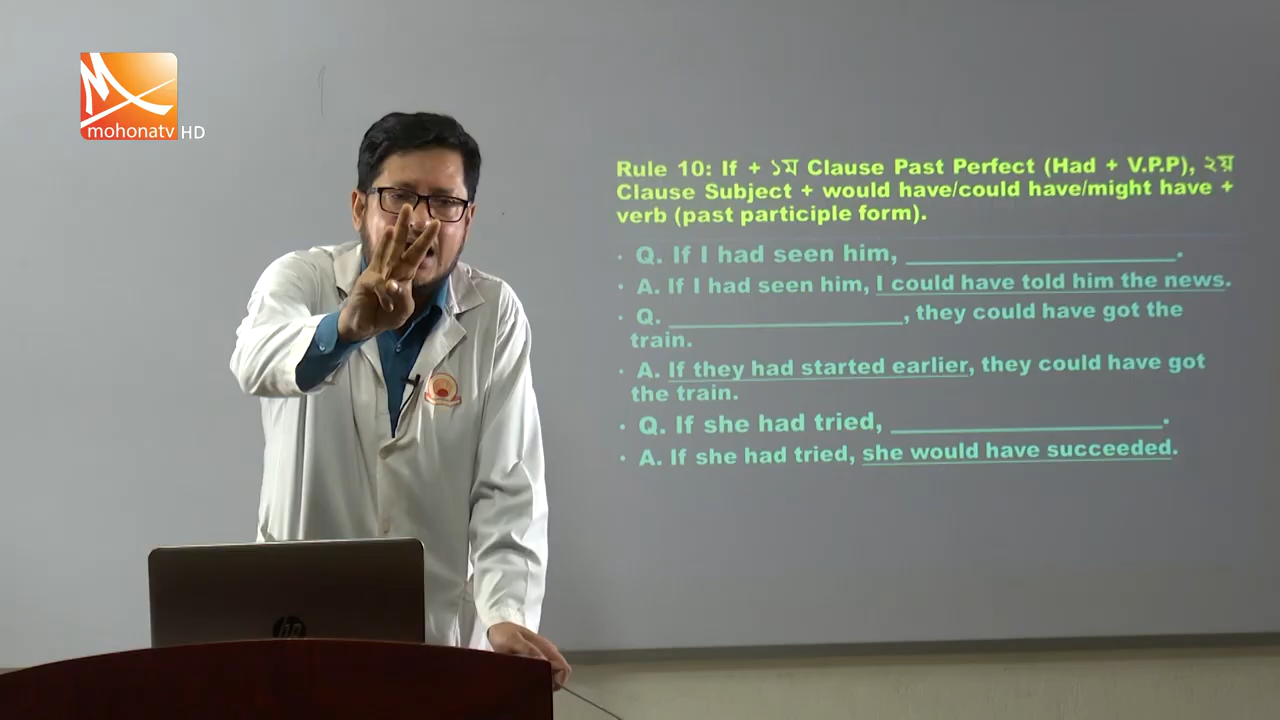 mohonatv HD
Rule 10: If + ১ম Clause Past Perfect (Had + V.P.P), ২য়
Clause Subject + would have/could have/might have +
verb (past participle form).
• Q. If I had seen him, ____________________.
• A. If I had seen him, I could have told him the news.
• Q. ____________________, they could have got the
train.
• A. If they had started earlier, they could have got
the train.
• Q. If she had tried, ____________________.
• A. If she had tried, she would have succeeded.
hp